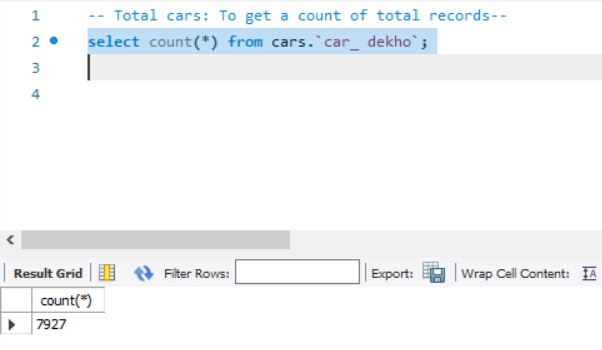 1 -- Total cars: To get a count of total records--
2 select count(*) from cars.`car_ dekho`;
3
4
Result Grid Filter Rows: Export: Wrap Cell Content: IA
count(*)
7927